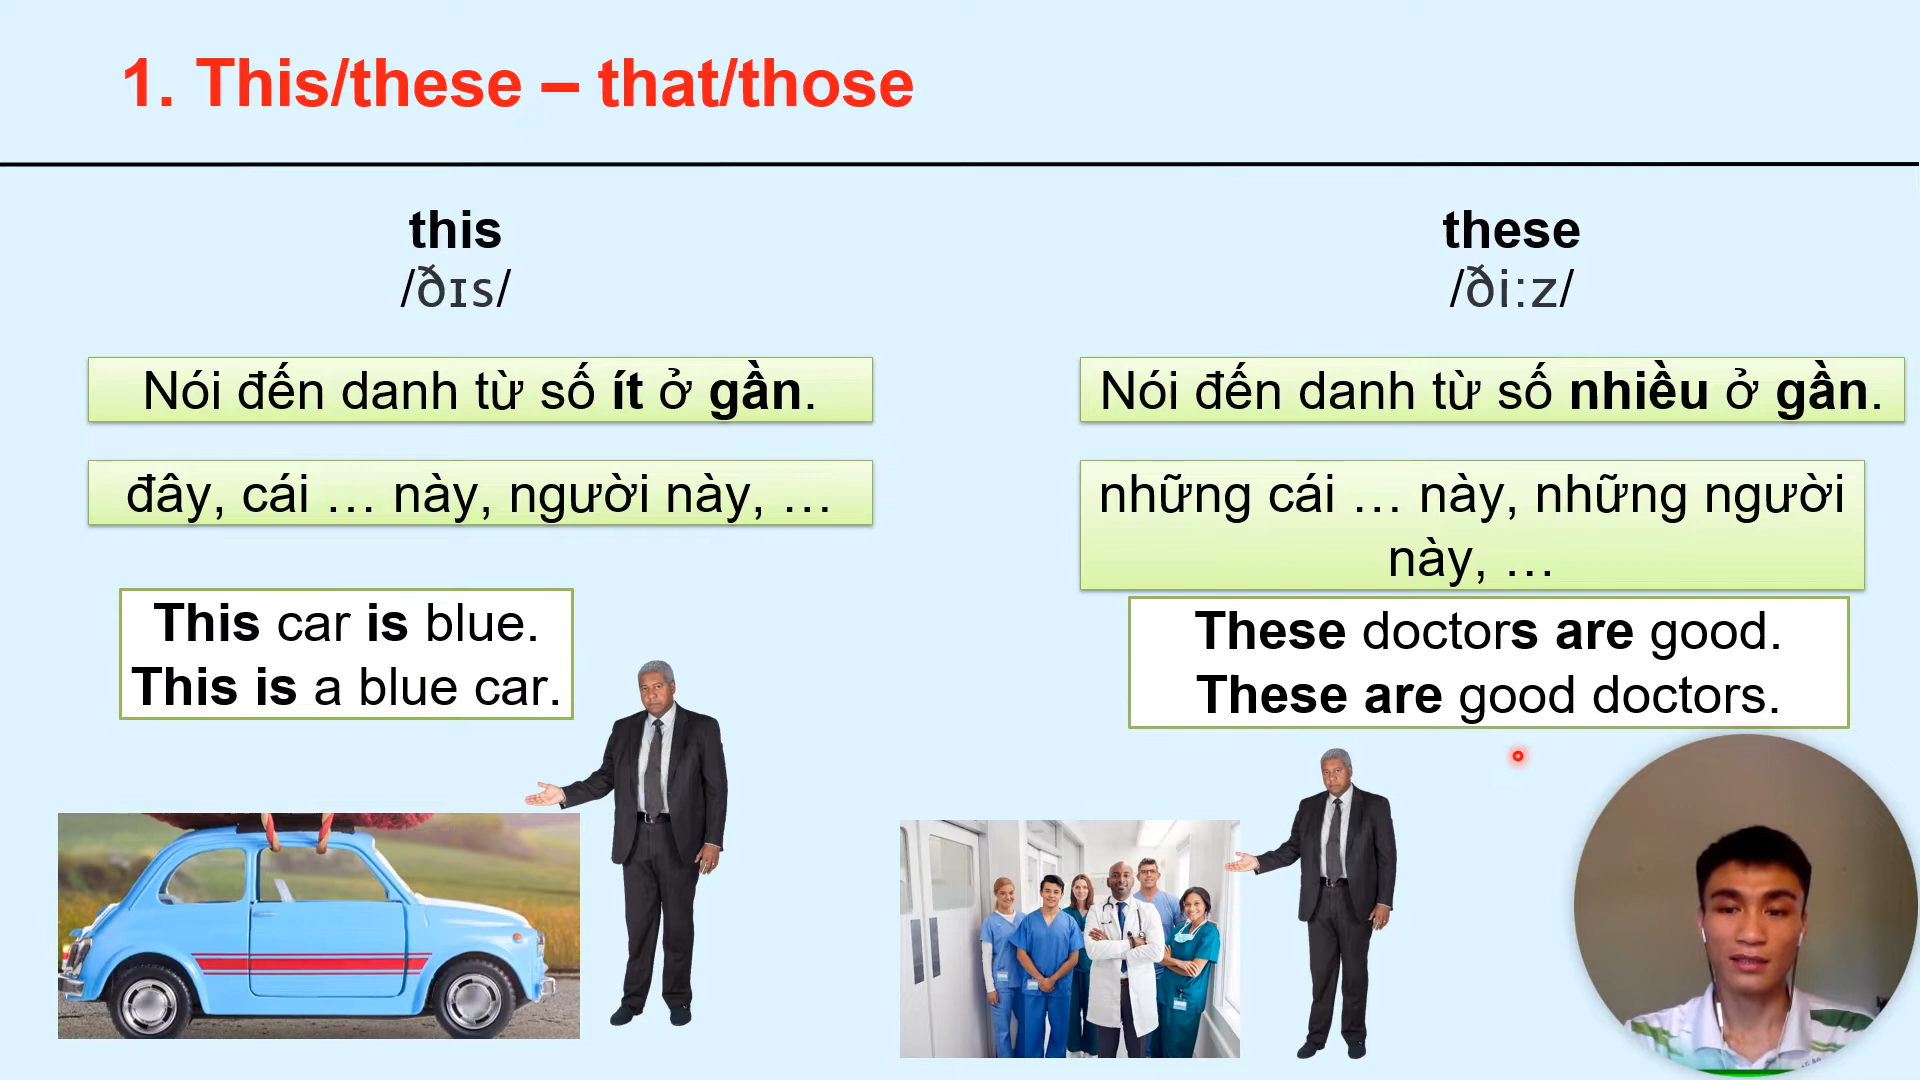 1. This/these – that/those
this
/ðɪs/
Nói đến danh từ số ít ở gần.
đây, cái … này, người này, …
This car is blue.
This is a blue car.
these
/ðiːz/
Nói đến danh từ số nhiều ở gần.
những cái … này, những người
này, …
These doctors are good.
These are good doctors.